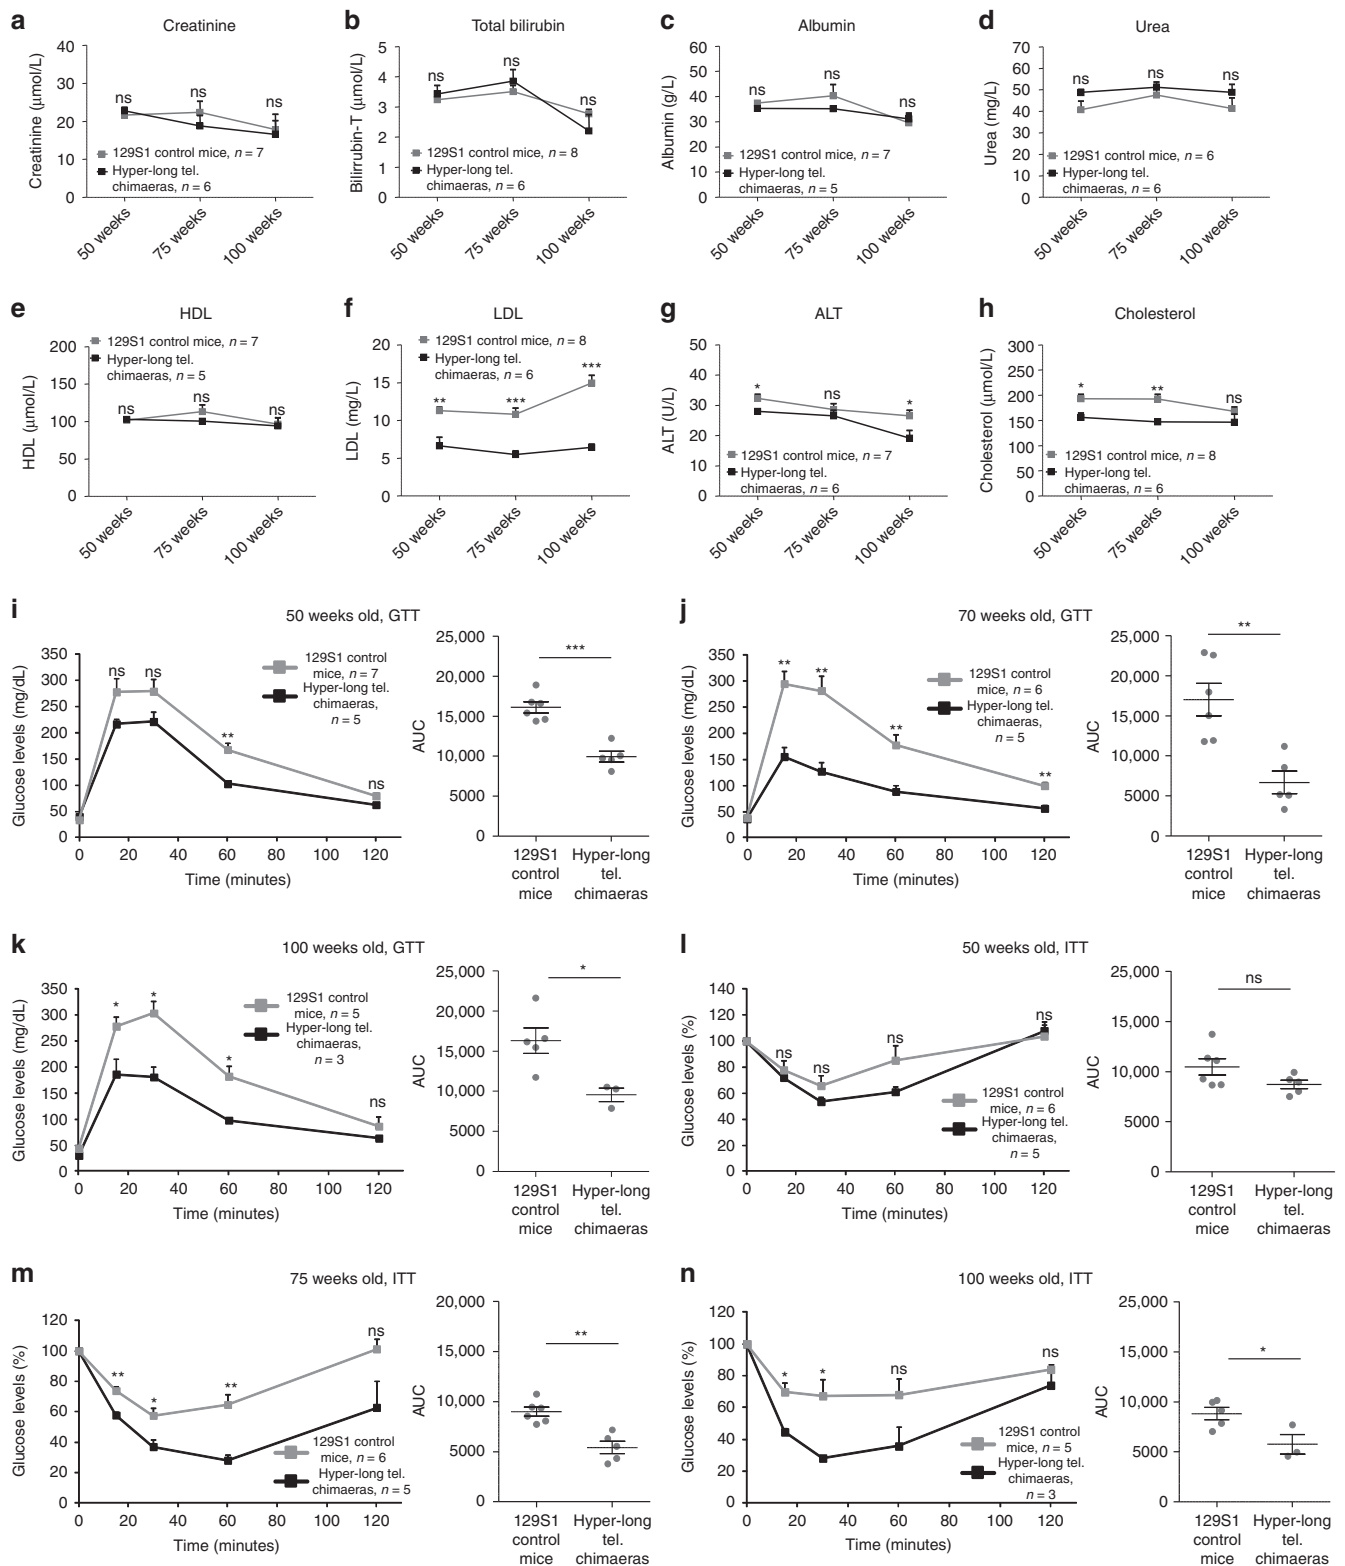 a
Creatinine
Creatinine (μmol/L)
40
30
20
10
0
ns
ns
ns
129S1 control mice, n = 7
Hyper-long tel.
chimaeras, n = 6
50 weeks
75 weeks
100 weeks
b
Total bilirubin
Bilirrubin-T (μmol/L)
5
4
3
2
1
0
ns
ns
ns
129S1 control mice, n = 8
Hyper-long tel.
chimaeras, n = 6
50 weeks
75 weeks
100 weeks
c
Albumin
Albumin (g/L)
60
50
40
30
20
10
0
ns
ns
ns
129S1 control mice, n = 7
Hyper-long tel.
chimaeras, n = 5
50 weeks
75 weeks
100 weeks
d
Urea
Urea (mg/L)
70
60
50
40
30
20
10
0
ns
ns
ns
129S1 control mice, n = 6
Hyper-long tel.
chimaeras, n = 6
50 weeks
75 weeks
100 weeks
e
HDL
HDL (μmol/L)
200
150
100
50
0
129S1 control mice, n = 7
Hyper-long tel.
chimaeras, n = 5
ns
ns
ns
50 weeks
75 weeks
100 weeks
f
LDL
LDL (mg/L)
20
15
10
5
0
129S1 control mice, n = 8
Hyper-long tel.
chimaeras, n = 6
**
***
***
50 weeks
75 weeks
100 weeks
g
ALT
ALT (U/L)
50
40
30
20
10
0
*
ns
*
129S1 control mice, n = 7
Hyper-long tel.
chimaeras, n = 6
50 weeks
75 weeks
100 weeks
h
Cholesterol
Cholesterol (μmol/L)
300
250
200
150
100
50
0
*
**
ns
129S1 control mice, n = 8
Hyper-long tel.
chimaeras, n = 6
50 weeks
75 weeks
100 weeks
i
50 weeks old, GTT
Glucose levels (mg/dL)
350
300
250
200
150
100
50
0
ns
ns
**
ns
129S1 control
mice, n = 7
Hyper-long tel.
chimaeras,
n = 5
0
20
40
60
80
100
120
Time (minutes)
AUC
25,000
20,000
15,000
10,000
5000
0
***
129S1
control
mice
Hyper-long
tel.
chimaeras
j
70 weeks old, GTT
Glucose levels (mg/dL)
350
300
250
200
150
100
50
0
**
**
**
**
129S1 control
mice, n = 6
Hyper-long tel.
chimaeras,
n = 5
0
20
40
60
80
100
120
Time (minutes)
AUC
25,000
20,000
15,000
10,000
5000
0
**
129S1
control
mice
Hyper-long
tel.
chimaeras
k
100 weeks old, GTT
Glucose levels (mg/dL)
350
300
250
200
150
100
50
0
*
*
*
ns
129S1 control
mice, n = 5
Hyper-long tel.
chimaeras,
n = 3
0
20
40
60
80
100
120
Time (minutes)
AUC
25,000
20,000
15,000
10,000
5000
0
*
129S1
control
mice
Hyper-long
tel.
chimaeras
l
50 weeks old, ITT
Glucose levels (%)
140
120
100
80
60
40
20
0
ns
ns
ns
ns
129S1 control
mice, n = 6
Hyper-long tel.
chimaeras,
n = 5
0
20
40
60
80
100
120
Time (minutes)
AUC
25,000
15,000
10,000
5000
0
ns
129S1
control
mice
Hyper-long
tel.
chimaeras
m
75 weeks old, ITT
Glucose levels (%)
120
100
80
60
40
20
0
**
*
**
ns
129S1 control
mice, n = 6
Hyper-long tel.
chimaeras, n = 5
0
20
40
60
80
100
120
Time (minutes)
AUC
20,000
15,000
10,000
5000
0
**
129S1
control
mice
Hyper-long
tel.
chimaeras
n
100 weeks old, ITT
Glucose levels (%)
120
100
80
60
40
20
0
*
*
ns
ns
129S1 control
mice, n = 5
Hyper-long tel.
chimaeras,
n = 3
0
20
40
60
80
100
120
Time (minutes)
AUC
25,000
15,000
10,000
5000
0
*
129S1
control
mice
Hyper-long
tel.
chimaeras